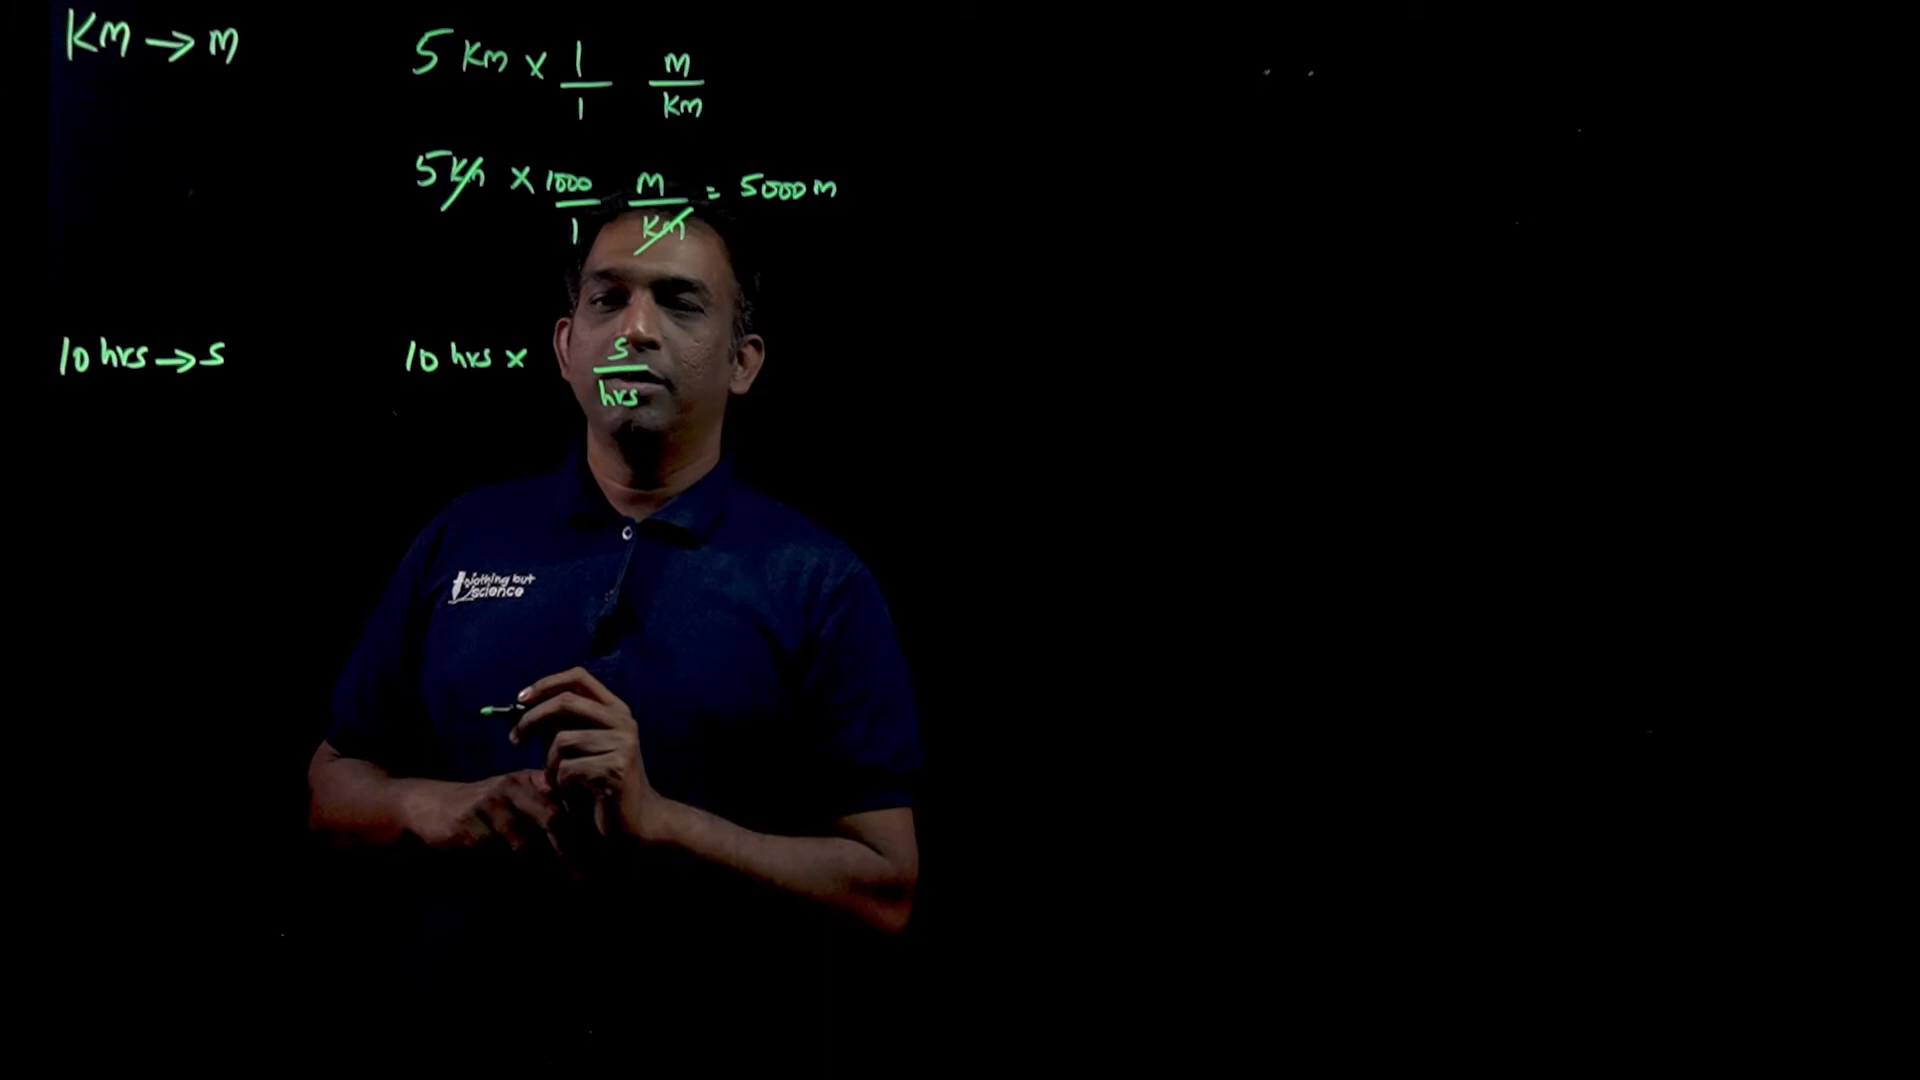 Km → m
5 Km × 1/1 m/km
5 km × 1000/1 m/km = 5000 m
10 hrs → s
10 hrs × s/hrs
Nothing but
science